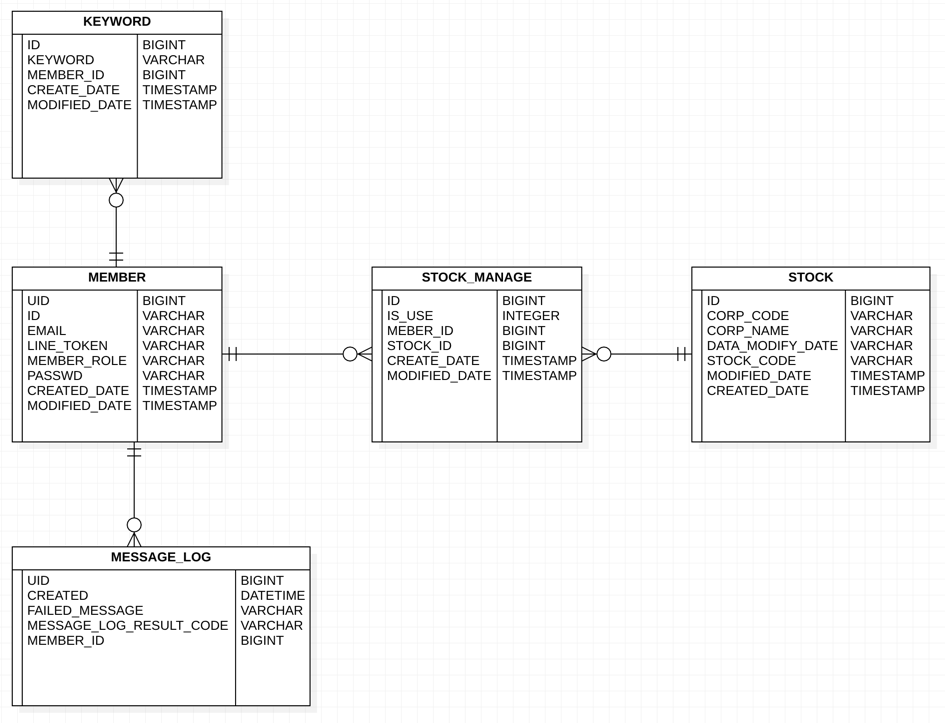 KEYWORD
ID BIGINT
KEYWORD VARCHAR
MEMBER_ID BIGINT
CREATE_DATE TIMESTAMP
MODIFIED_DATE TIMESTAMP
MEMBER
UID BIGINT
ID VARCHAR
EMAIL VARCHAR
LINE_TOKEN VARCHAR
MEMBER_ROLE VARCHAR
PASSWD VARCHAR
CREATED_DATE TIMESTAMP
MODIFIED_DATE TIMESTAMP
STOCK_MANAGE
ID BIGINT
IS_USE INTEGER
MEBER_ID BIGINT
STOCK_ID BIGINT
CREATE_DATE TIMESTAMP
MODIFIED_DATE TIMESTAMP
STOCK
ID BIGINT
CORP_CODE VARCHAR
CORP_NAME VARCHAR
DATA_MODIFY_DATE VARCHAR
STOCK_CODE VARCHAR
MODIFIED_DATE TIMESTAMP
CREATED_DATE TIMESTAMP
MESSAGE_LOG
UID BIGINT
CREATED DATETIME
FAILED_MESSAGE VARCHAR
MESSAGE_LOG_RESULT_CODE VARCHAR
MEMBER_ID BIGINT